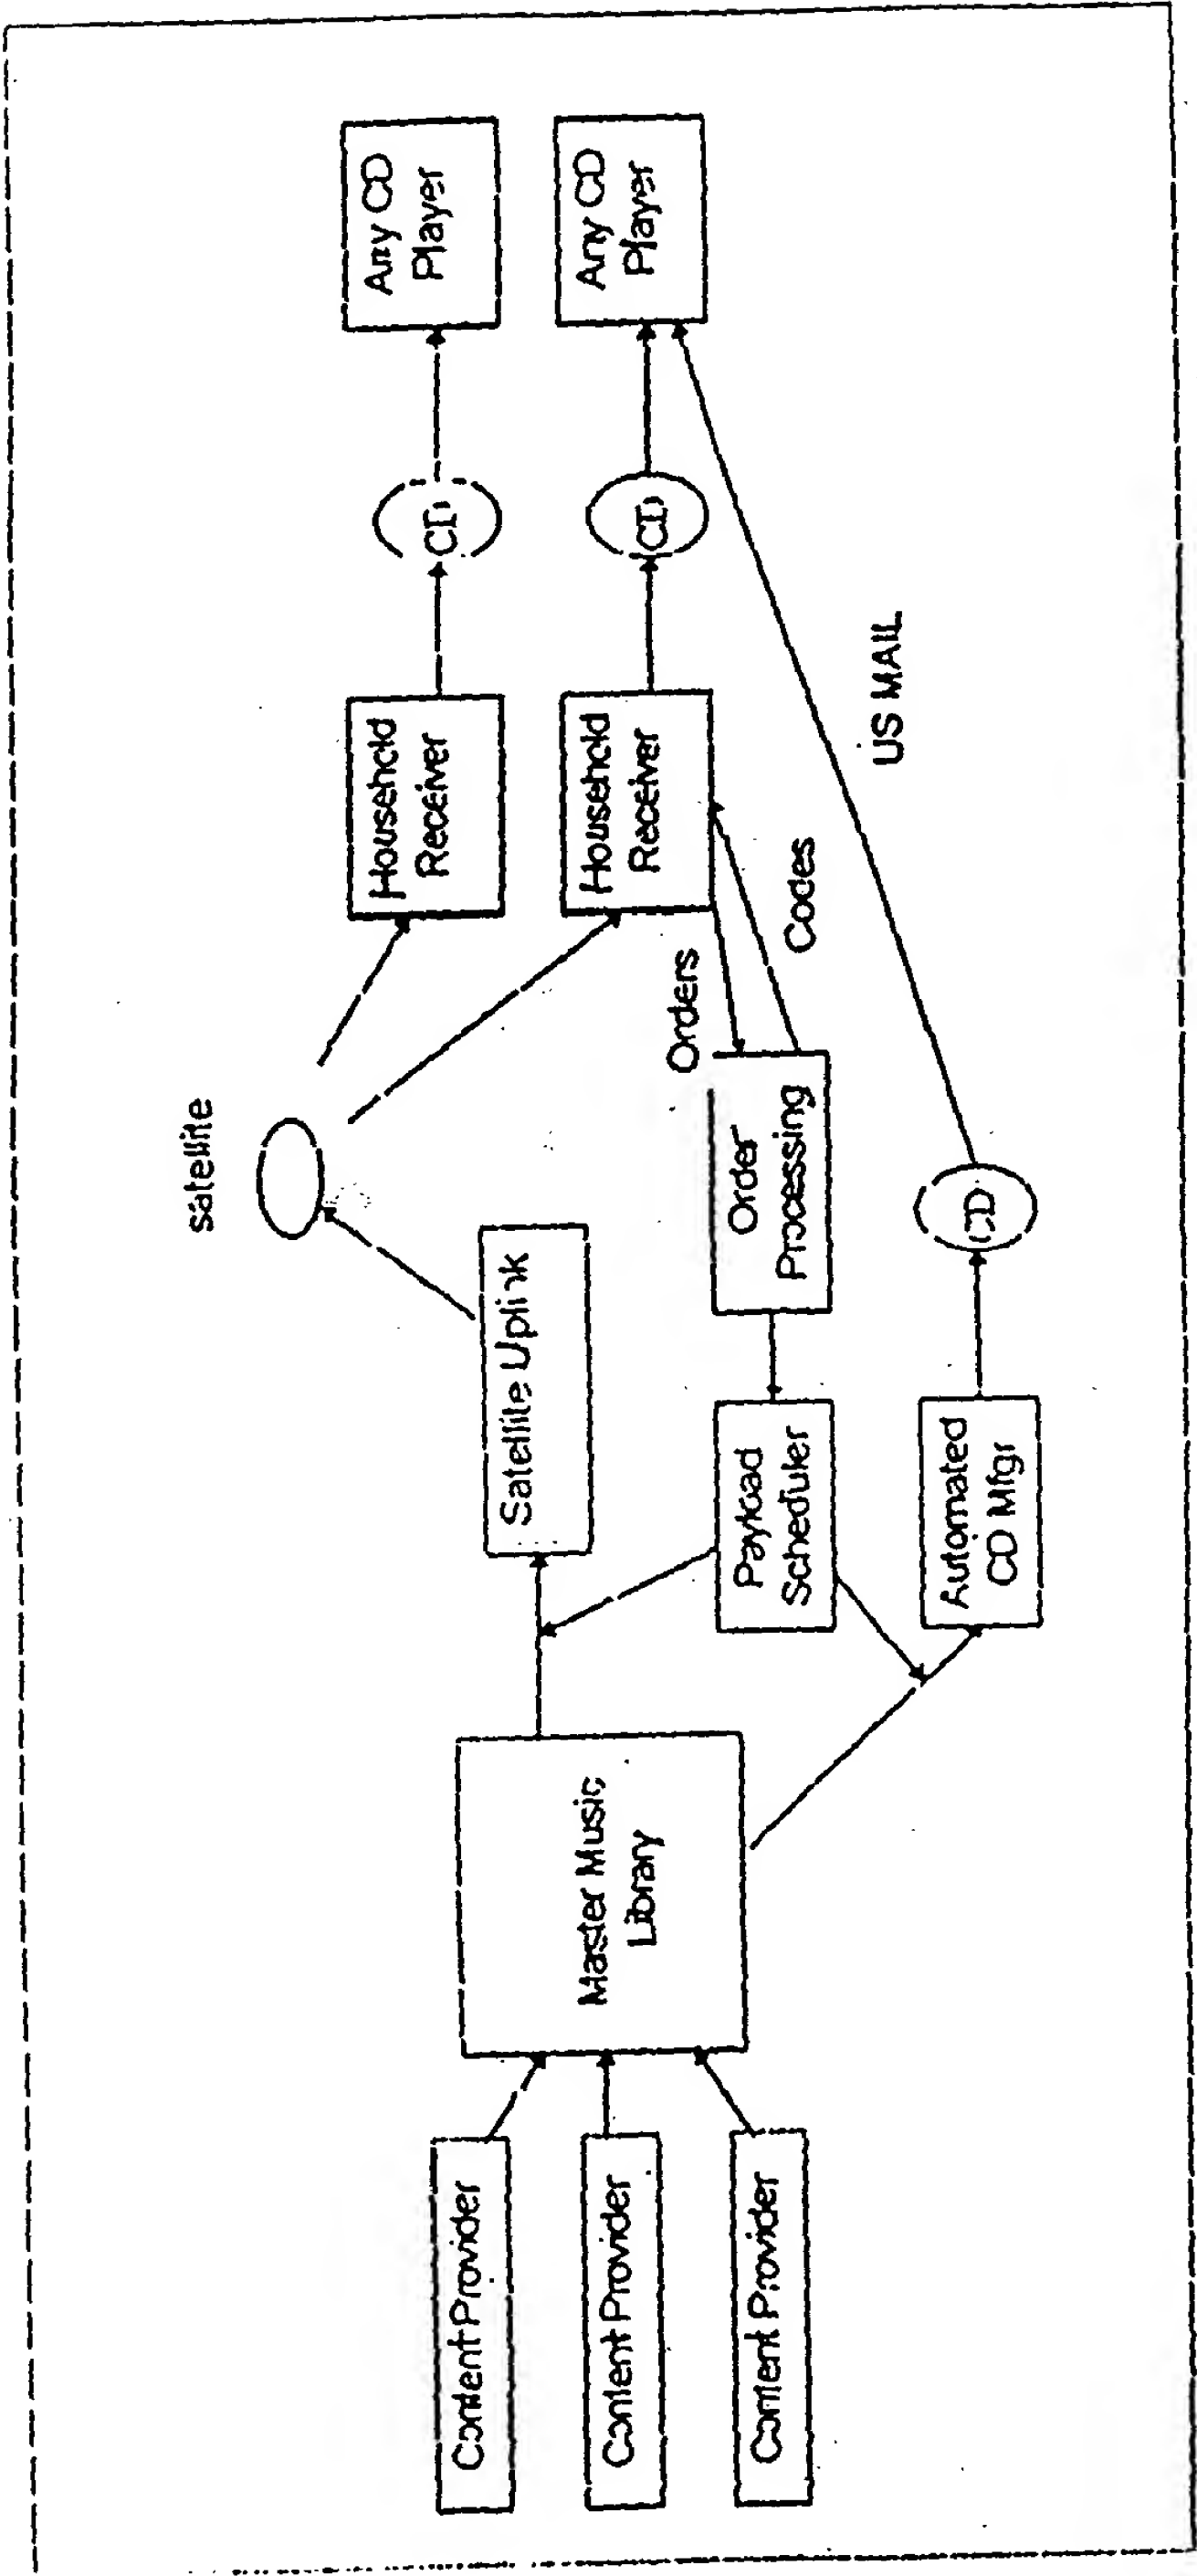 satellite
Content Provider
Content Provider
Content Provider
Master Music
Library
Satellite Uplink
Payload
Scheduler
Automated
CD Mfgr
Order
Processing
CD
Orders
Codes
US MAIL
Household
Receiver
Household
Receiver
CD
CD
Any CD
Player
Any CD
Player